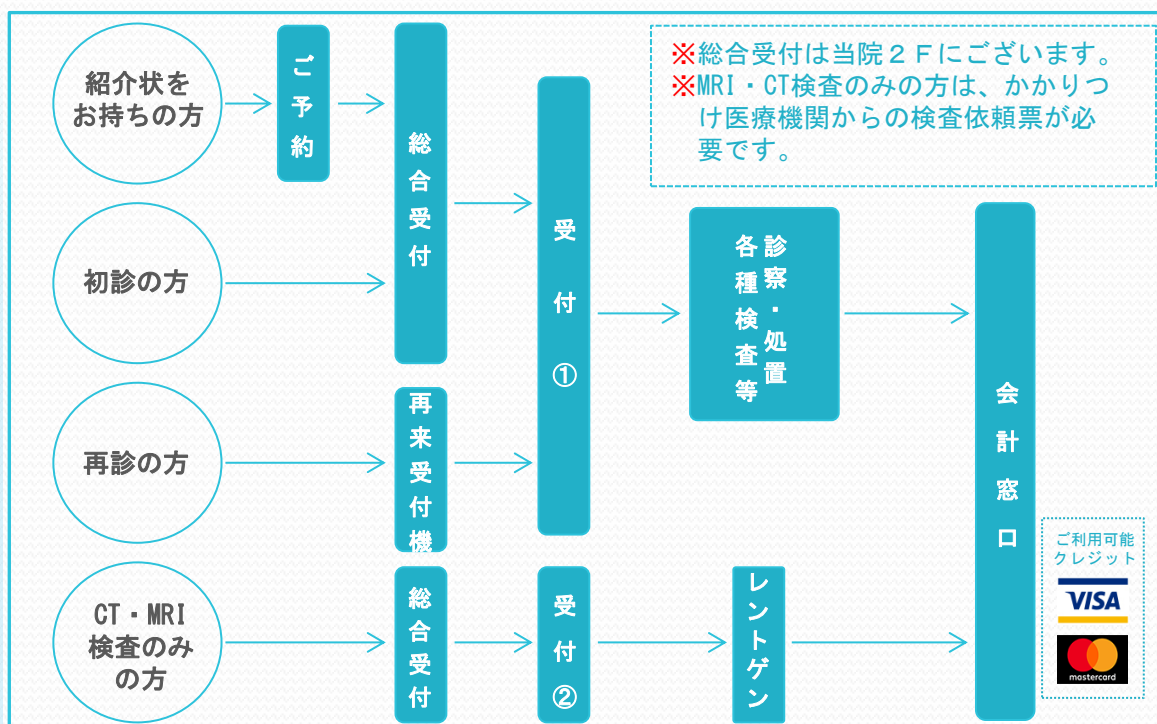 紹介状を
お持ちの方
ご予約
総合受付
受付①
※総合受付は当院２Ｆにございます。
※MRI・CT検査のみの方は、かかりつ
け医療機関からの検査依頼票が必
要です。
初診の方
診察・処置
各種検査等
会計窓口
再診の方
再来受付機
CT・MRI
検査のみ
の方
総合受付
受付②
レントゲン
ご利用可能
クレジット
VISA
mastercard